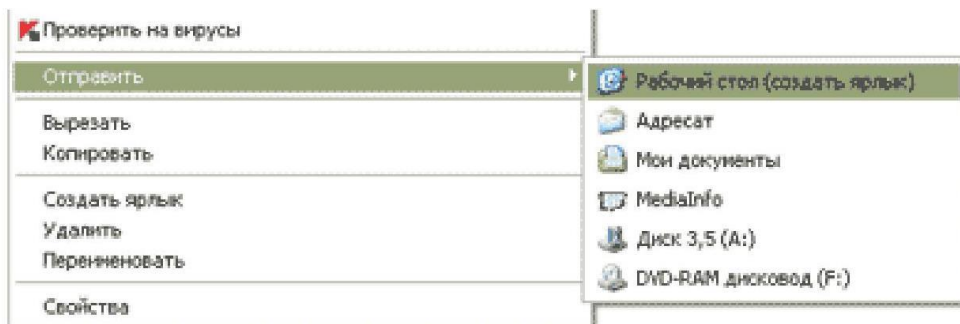 Проверить на вирусы
Отправить
Вырезать
Копировать
Создать ярлык
Удалить
Переименовать
Свойства
Рабочий стол (создать ярлык)
Адресат
Мои документы
MediaInfo
Диск 3,5 (A:)
DVD-RAM дисковод (F:)